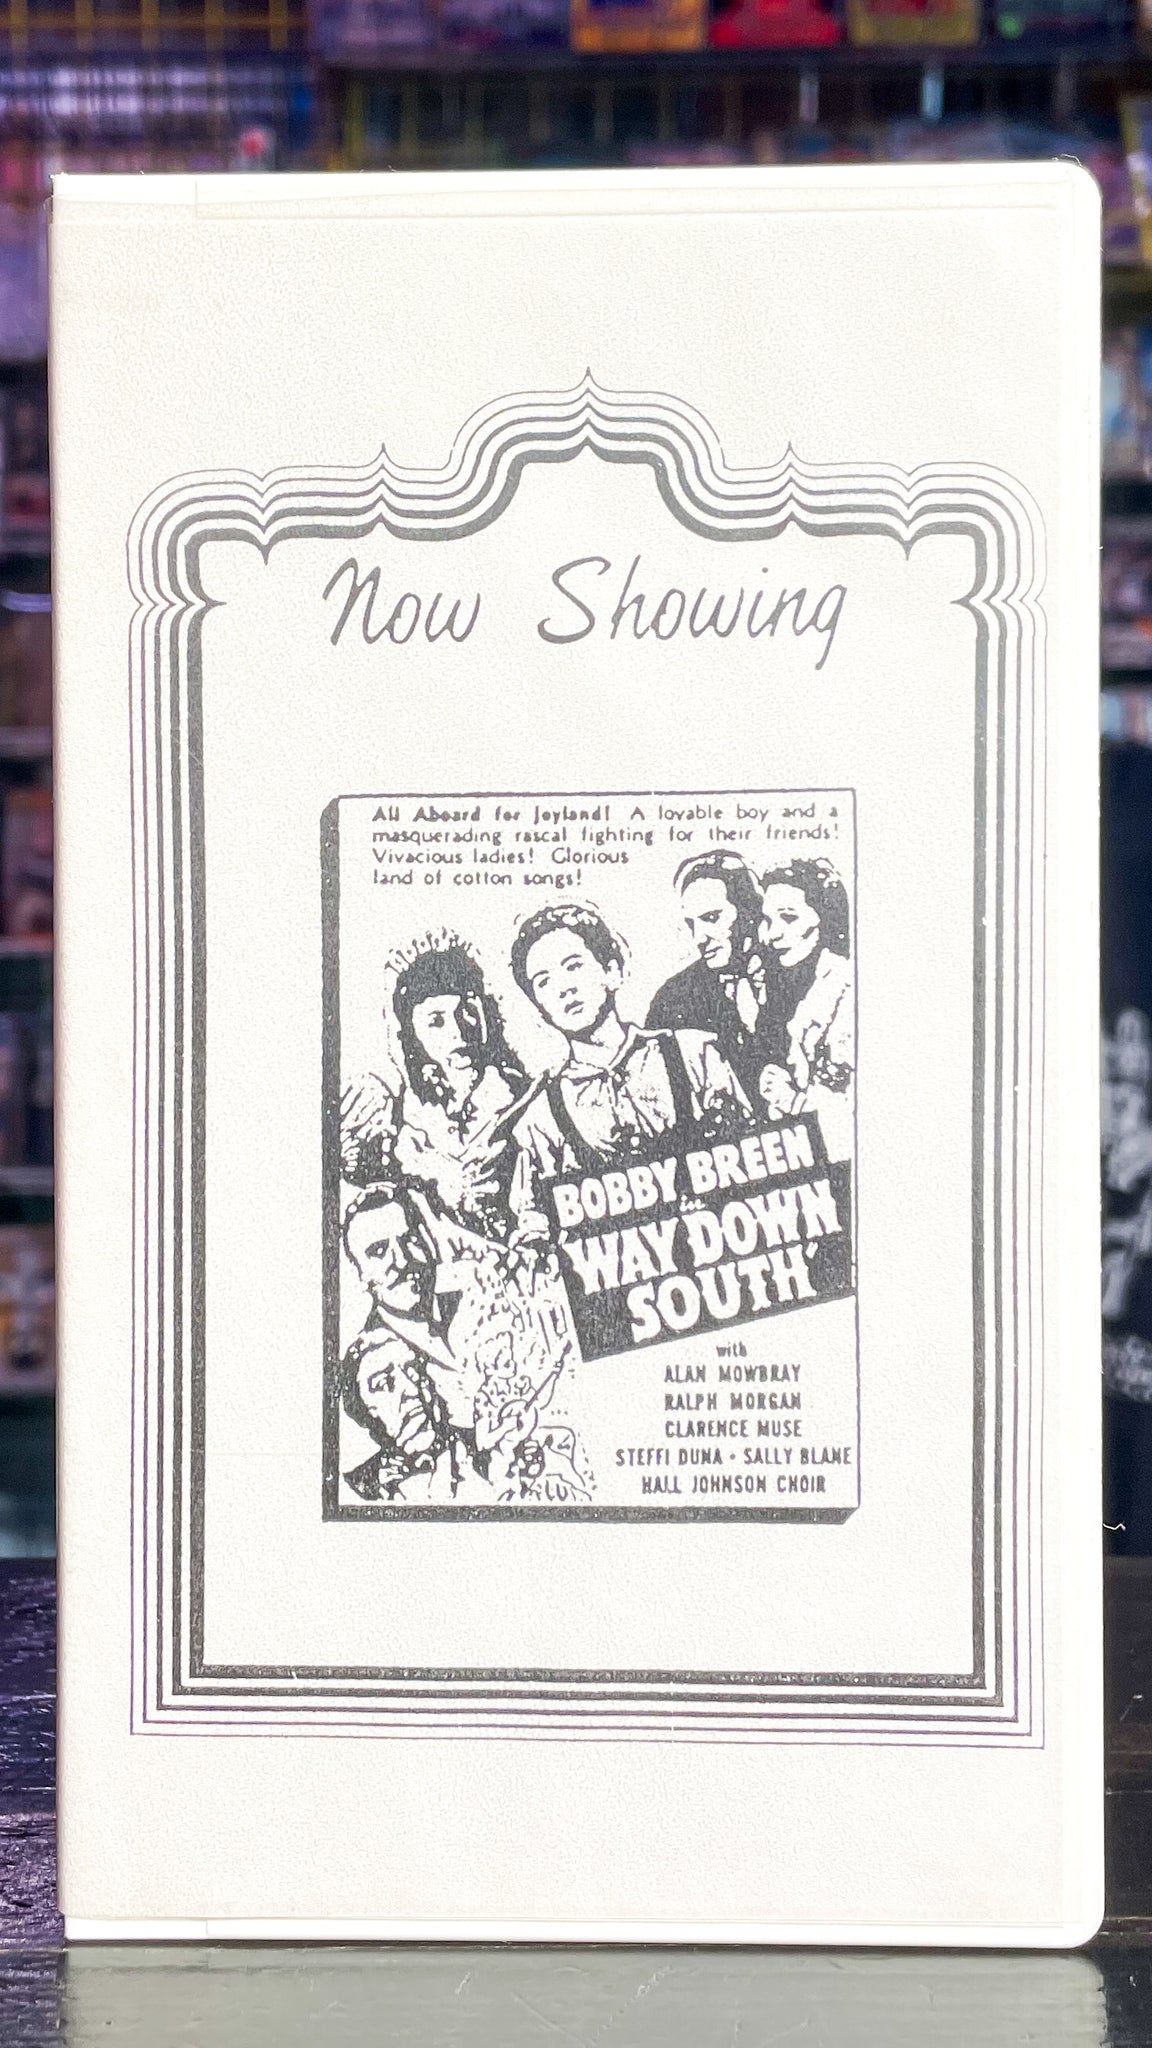 Now Showing
All Aboard for Joyland! A lovable boy and a
masquerading rascal fighting for their friends!
Vivacious ladies! Glorious
land of cotton songs!
BOBBY BREEN
in
'WAY DOWN
SOUTH'
with
ALAN MOWBRAY
RALPH MORGAN
CLARENCE MUSE
STEFFI DUNA • SALLY BLANE
HALL JOHNSON CHOIR